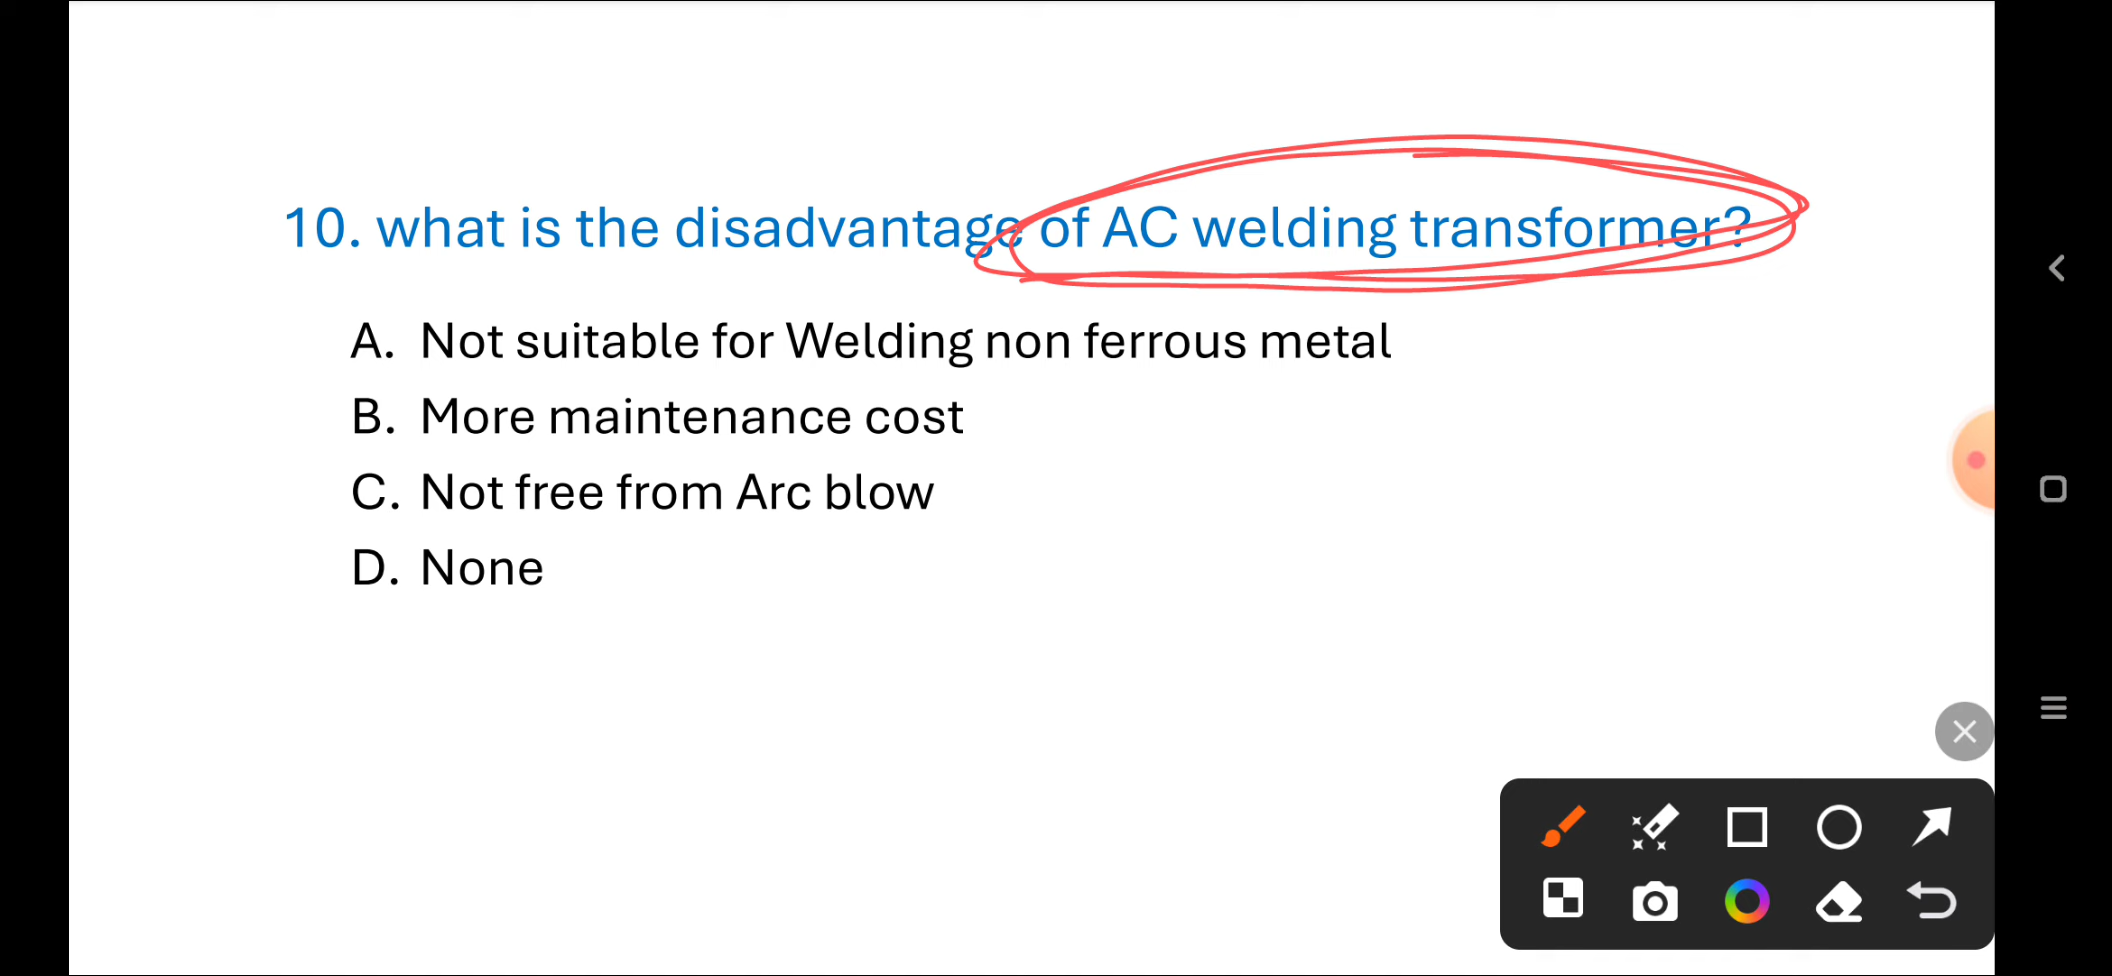 10. what is the disadvantage of AC welding transformer?
A. Not suitable for Welding non ferrous metal
B. More maintenance cost
C. Not free from Arc blow
D. None